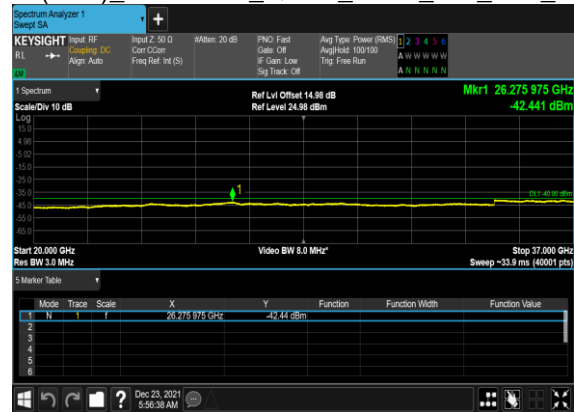 Spectrum Analyzer 1
Swept SA
KEYSIGHT Input: RF Input Z: 50 Ω #Atten: 20 dB PNO: Fast Avg Type: Power (RMS) 1 2 3 4 5 6
RL Coupling: DC Corr CCorr Gate: Off Avg|Hold: 100/100 A W W W W W
Align: Auto Freq Ref: Int (S) IF Gain: Low Trig: Free Run
Sig Track: Off A N N N N N
1 Spectrum Ref Lvl Offset 14.98 dB Mkr1 26.275 975 GHz
Scale/Div 10 dB Ref Level 24.98 dBm -42.441 dBm
Log
15.0
4.98
-5.02
-15.0
-25.0
1
-35.0 DL1 -40.00 dBm
-45.0
-55.0
-65.0
Start 20.000 GHz Video BW 8.0 MHz* Stop 37.000 GHz
Res BW 3.0 MHz Sweep ~33.9 ms (40001 pts)
5 Marker Table
Mode Trace Scale X Y Function Function Width Function Value
1 N 1 f 26.275 975 GHz -42.44 dBm
2
3
4
5
6
? Dec 23, 2021
5:56:38 AM